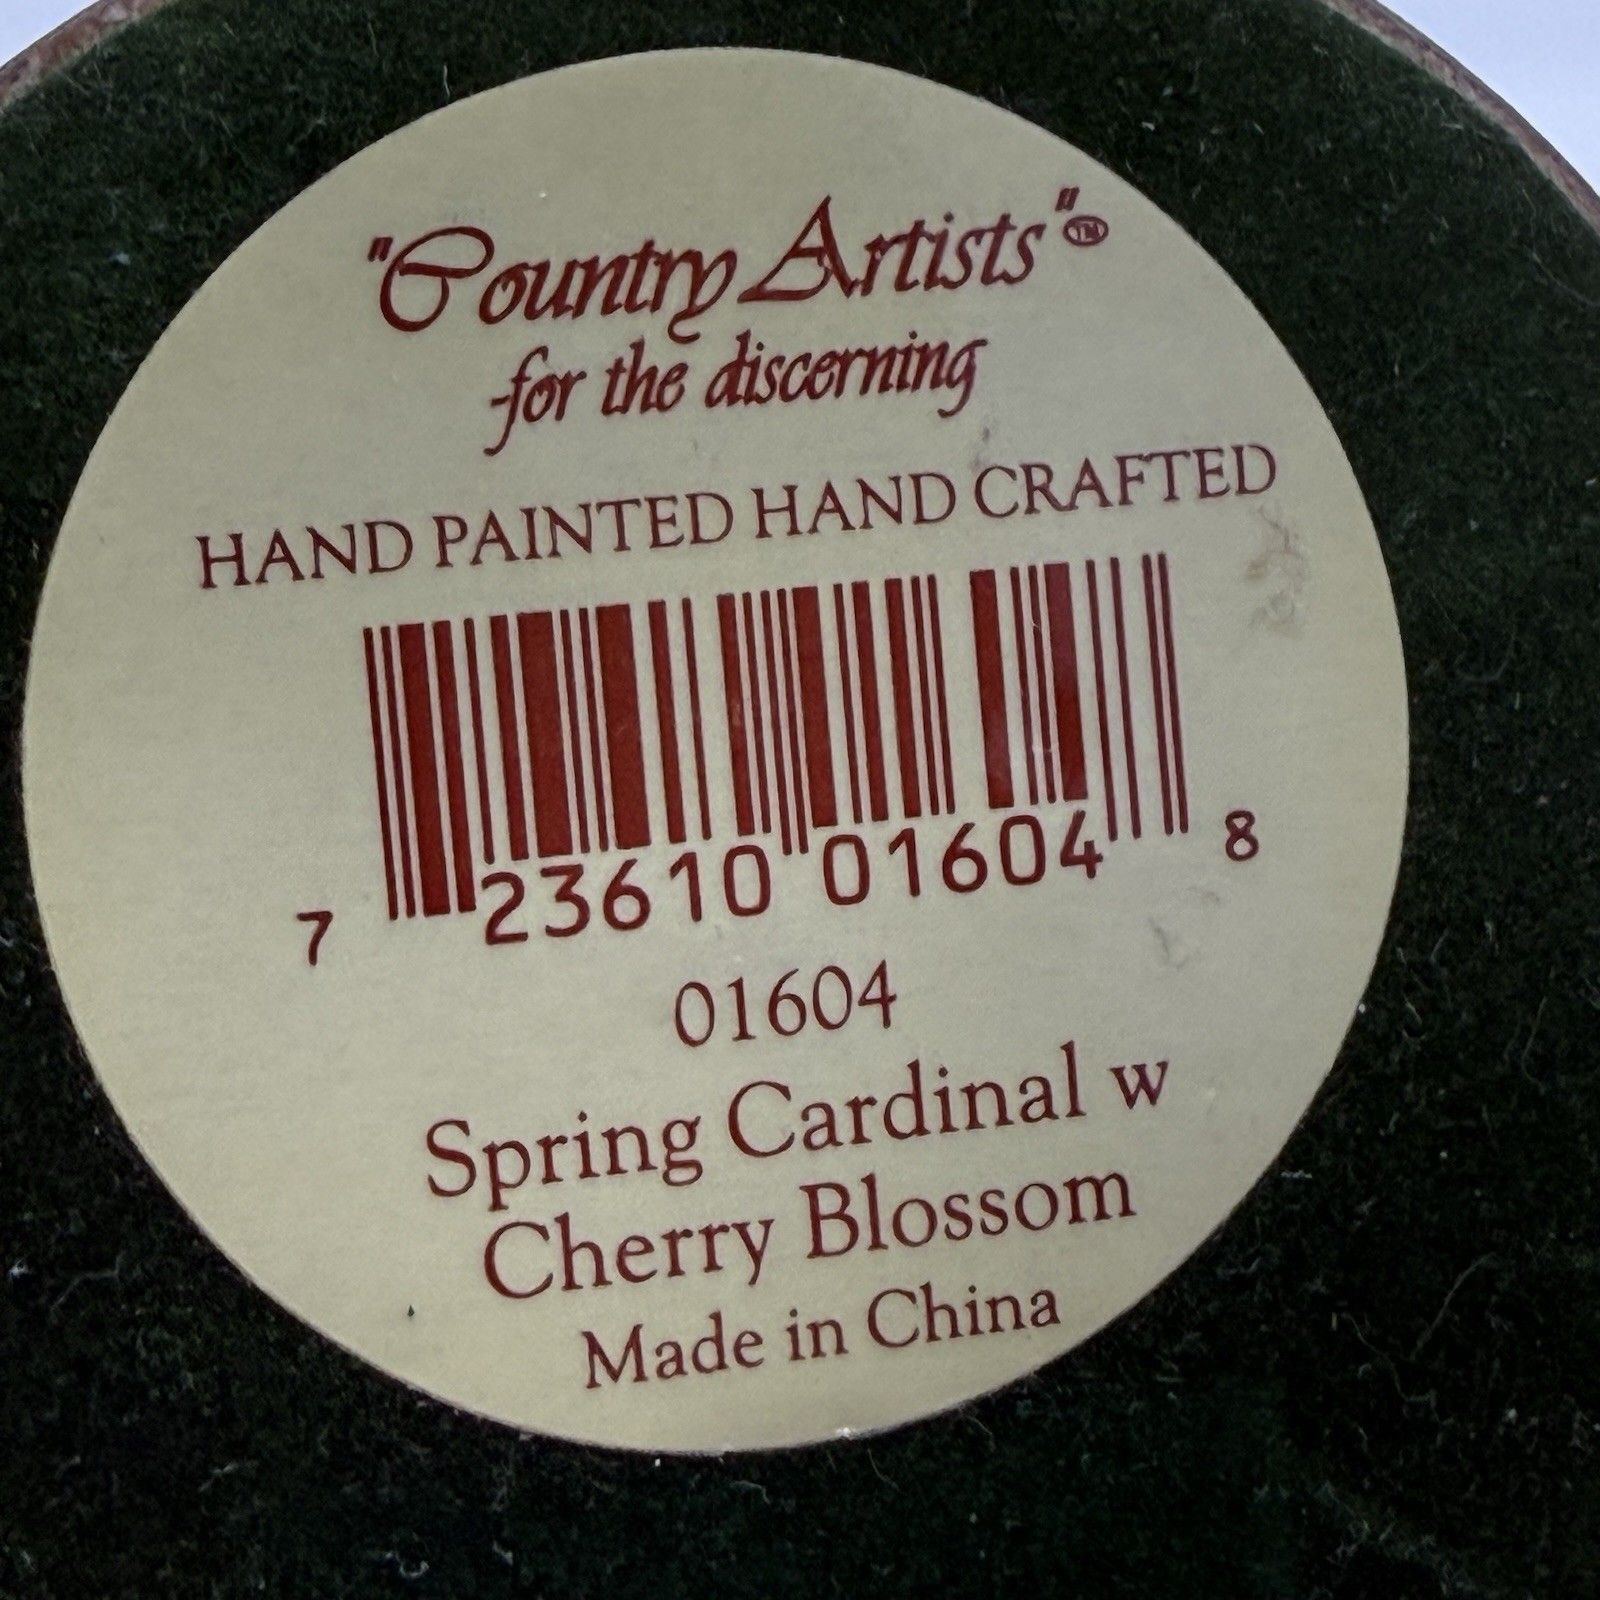 "Country Artists"™
-for the discerning
HAND PAINTED HAND CRAFTED
7 23610 01604 8
01604
Spring Cardinal w
Cherry Blossom
Made in China